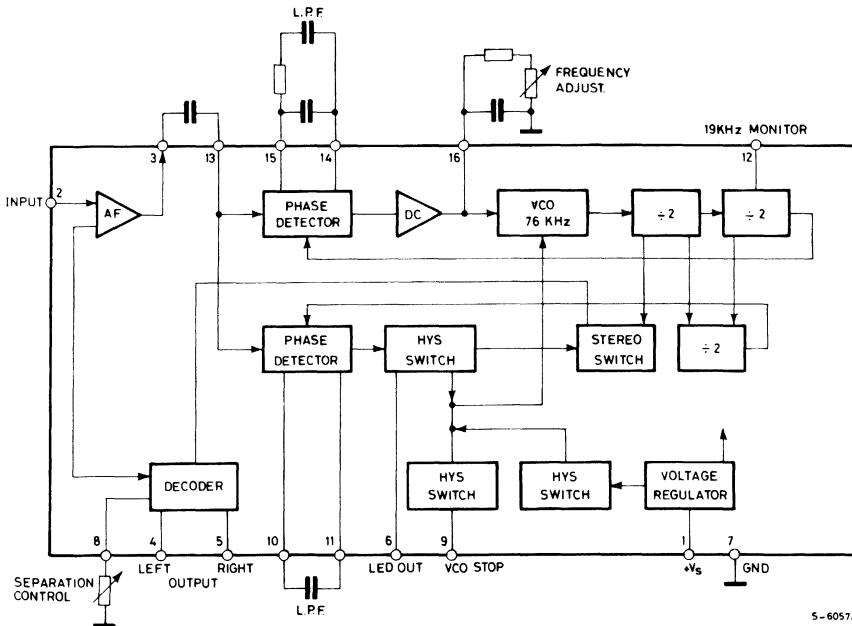 L.P.F.
FREQUENCY
ADJUST.
19KHz MONITOR
3
13
15
14
16
12
INPUT
2
AF
PHASE
DETECTOR
DC
VCO
76 KHz
÷2
÷2
PHASE
DETECTOR
HYS
SWITCH
STEREO
SWITCH
÷2
DECODER
HYS
SWITCH
HYS
SWITCH
VOLTAGE
REGULATOR
8
4
5
10
11
6
9
1
7
LEFT
RIGHT
OUTPUT
LED OUT
VCO STOP
+Vs
GND
SEPARATION
CONTROL
L.P.F.